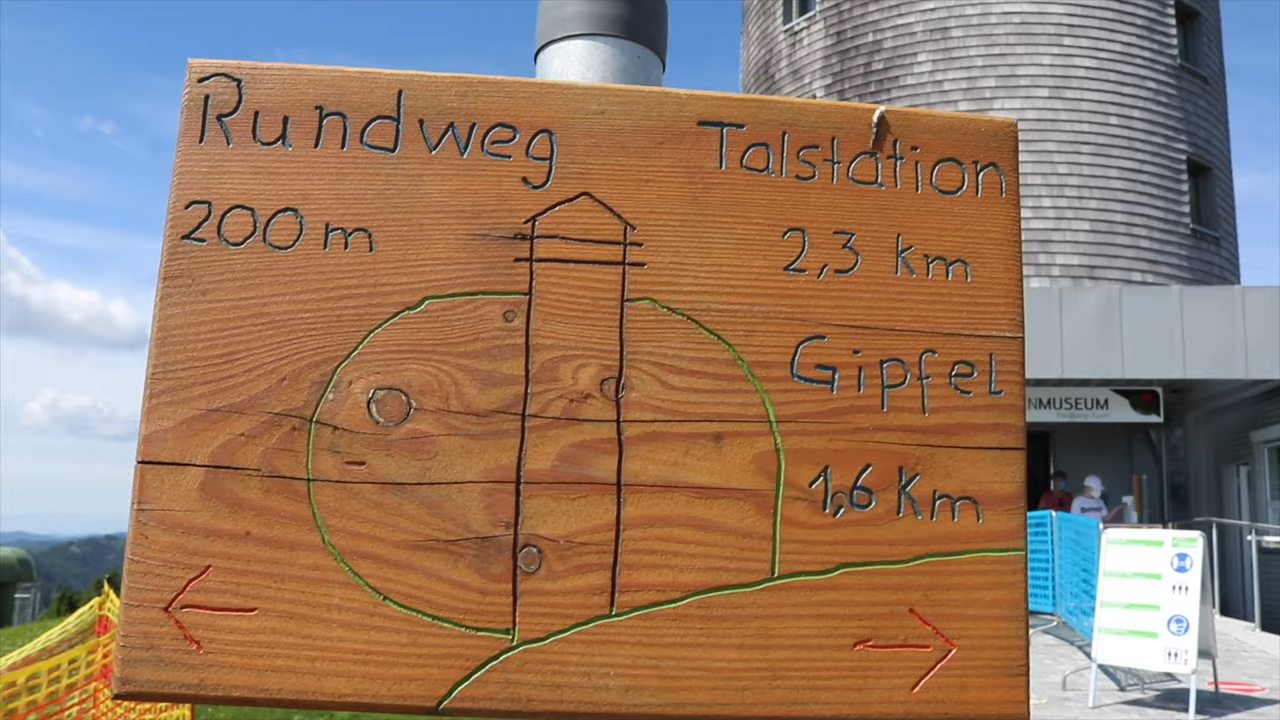 Rundweg
200 m
Talstation
2,3 km
Gipfel
1,6 Km
NMUSEUM